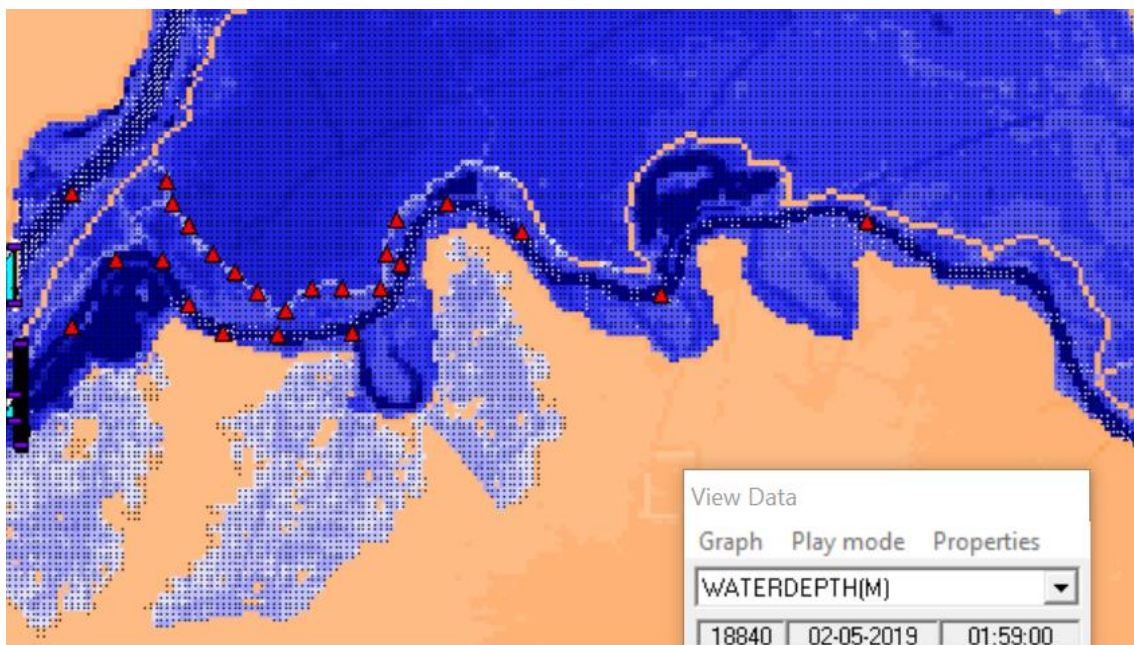 View Data
Graph Play mode Properties
WATERDEPTH(M)
18840 02-05-2019 01:59:00